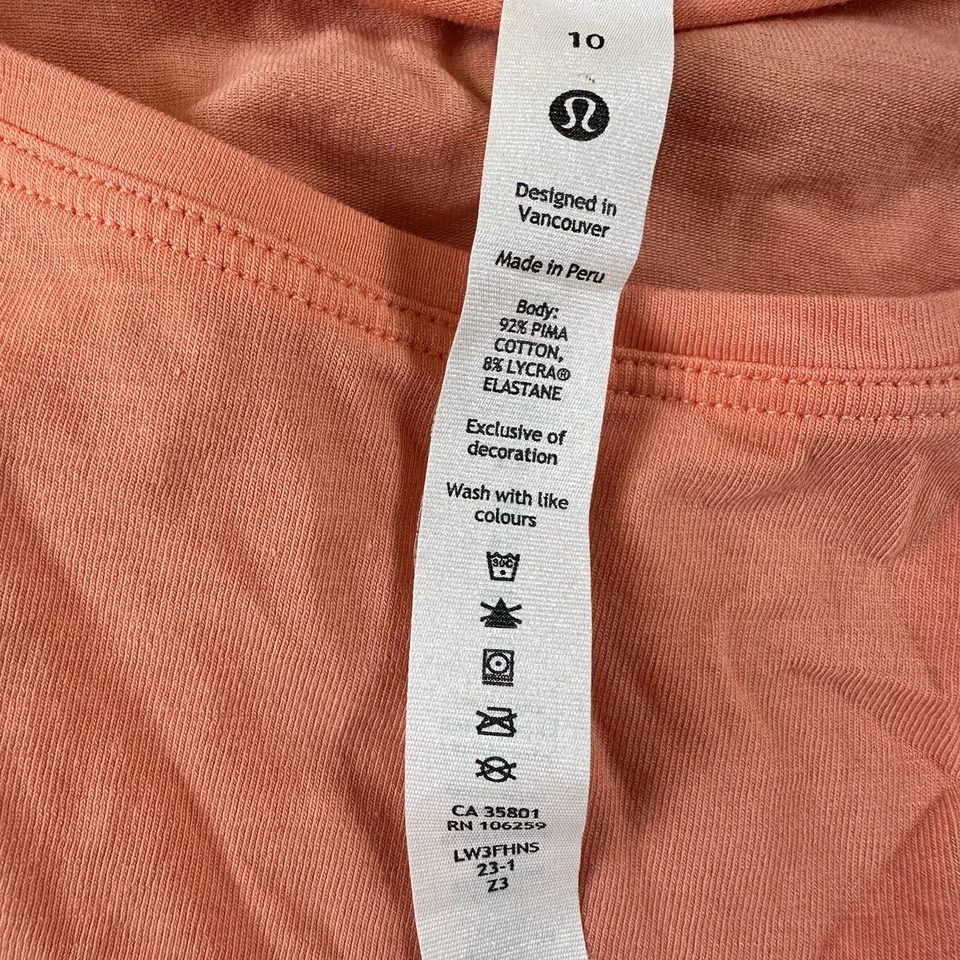 10
Designed in
Vancouver
Made in Peru
Body:
92% PIMA
COTTON,
8% LYCRA®
ELASTANE
Exclusive of
decoration
Wash with like
colours
30C
CA 35801
RN 106259
LW3FHNS
23-1
Z3